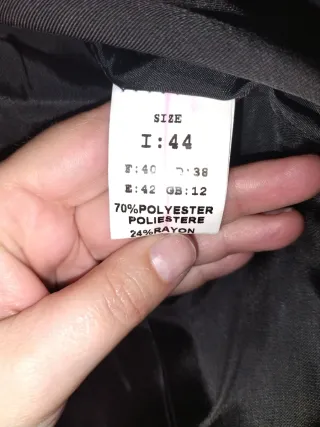 SIZE
I:44
F:40 D:38
E:42 GB:12
70%POLYESTER
POLIESTERE
24%RAYON